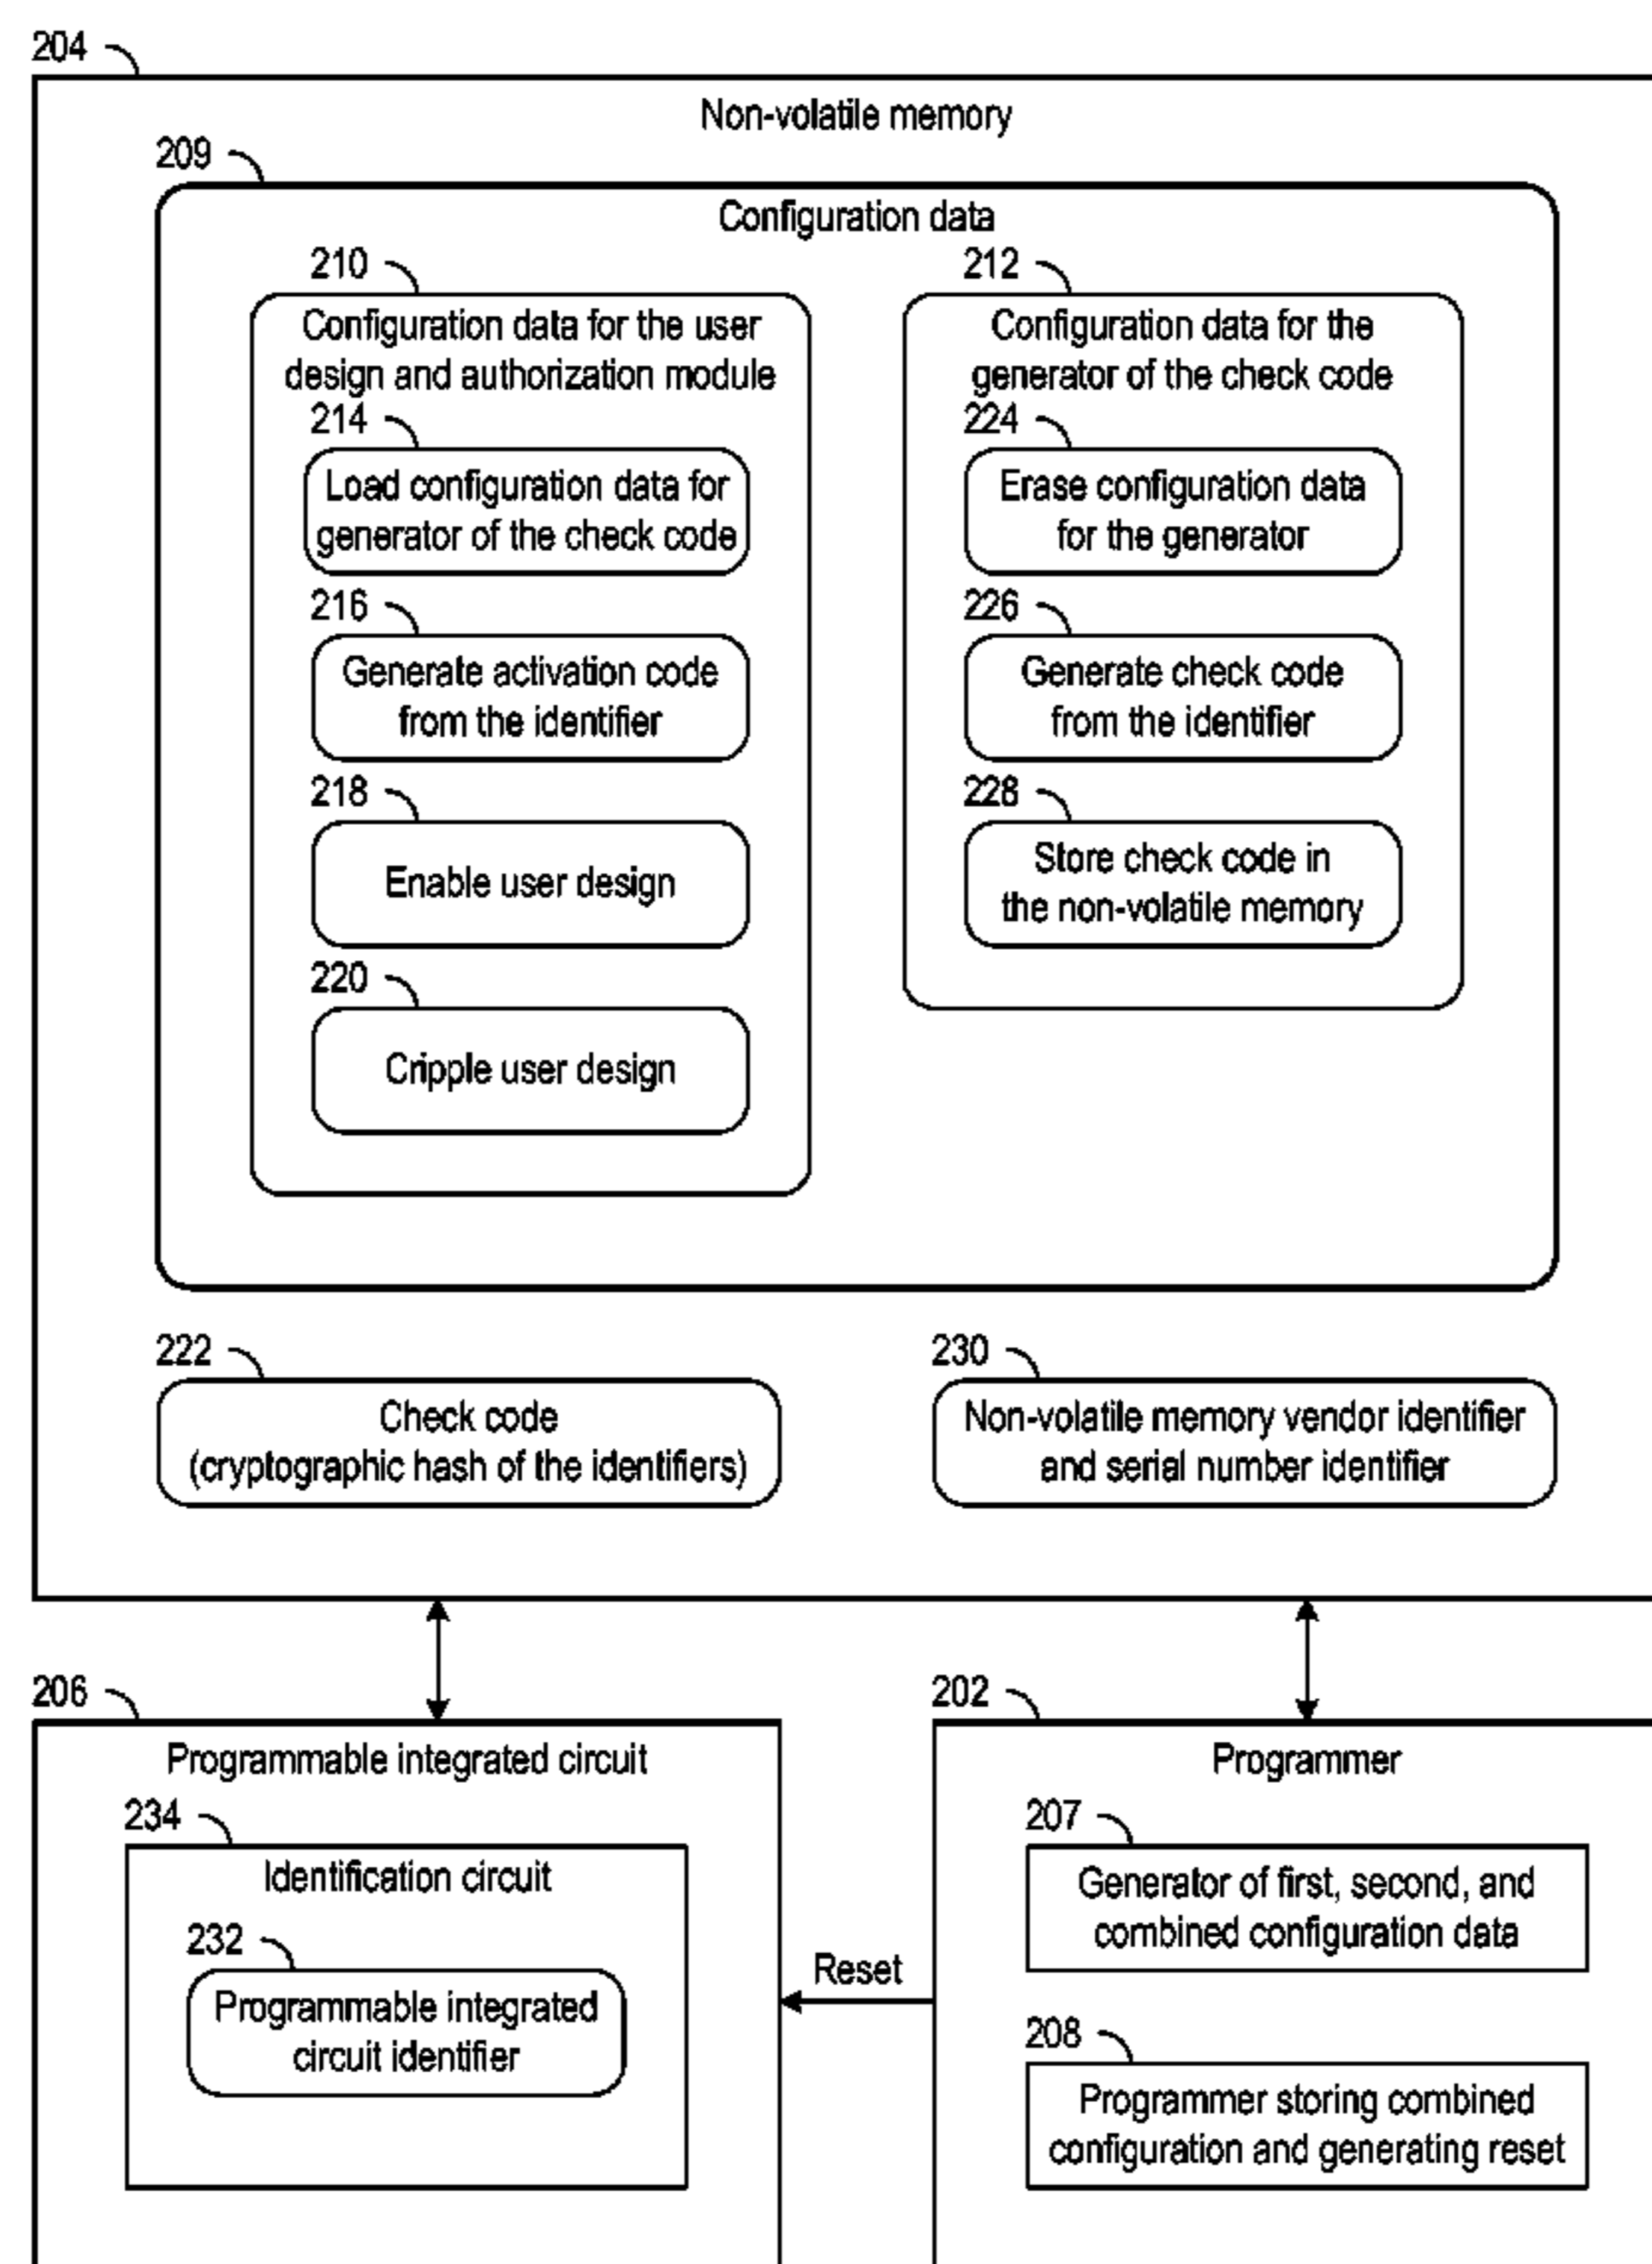 204
Non-volatile memory
209
Configuration data
210
Configuration data for the user
design and authorization module
214
Load configuration data for
generator of the check code
216
Generate activation code
from the identifier
218
Enable user design
220
Cripple user design
212
Configuration data for the
generator of the check code
224
Erase configuration data
for the generator
226
Generate check code
from the identifier
228
Store check code in
the non-volatile memory
222
Check code
(cryptographic hash of the identifiers)
230
Non-volatile memory vendor identifier
and serial number identifier
206
Programmable integrated circuit
234
Identification circuit
232
Programmable integrated
circuit identifier
Reset
202
Programmer
207
Generator of first, second, and
combined configuration data
208
Programmer storing combined
configuration and generating reset